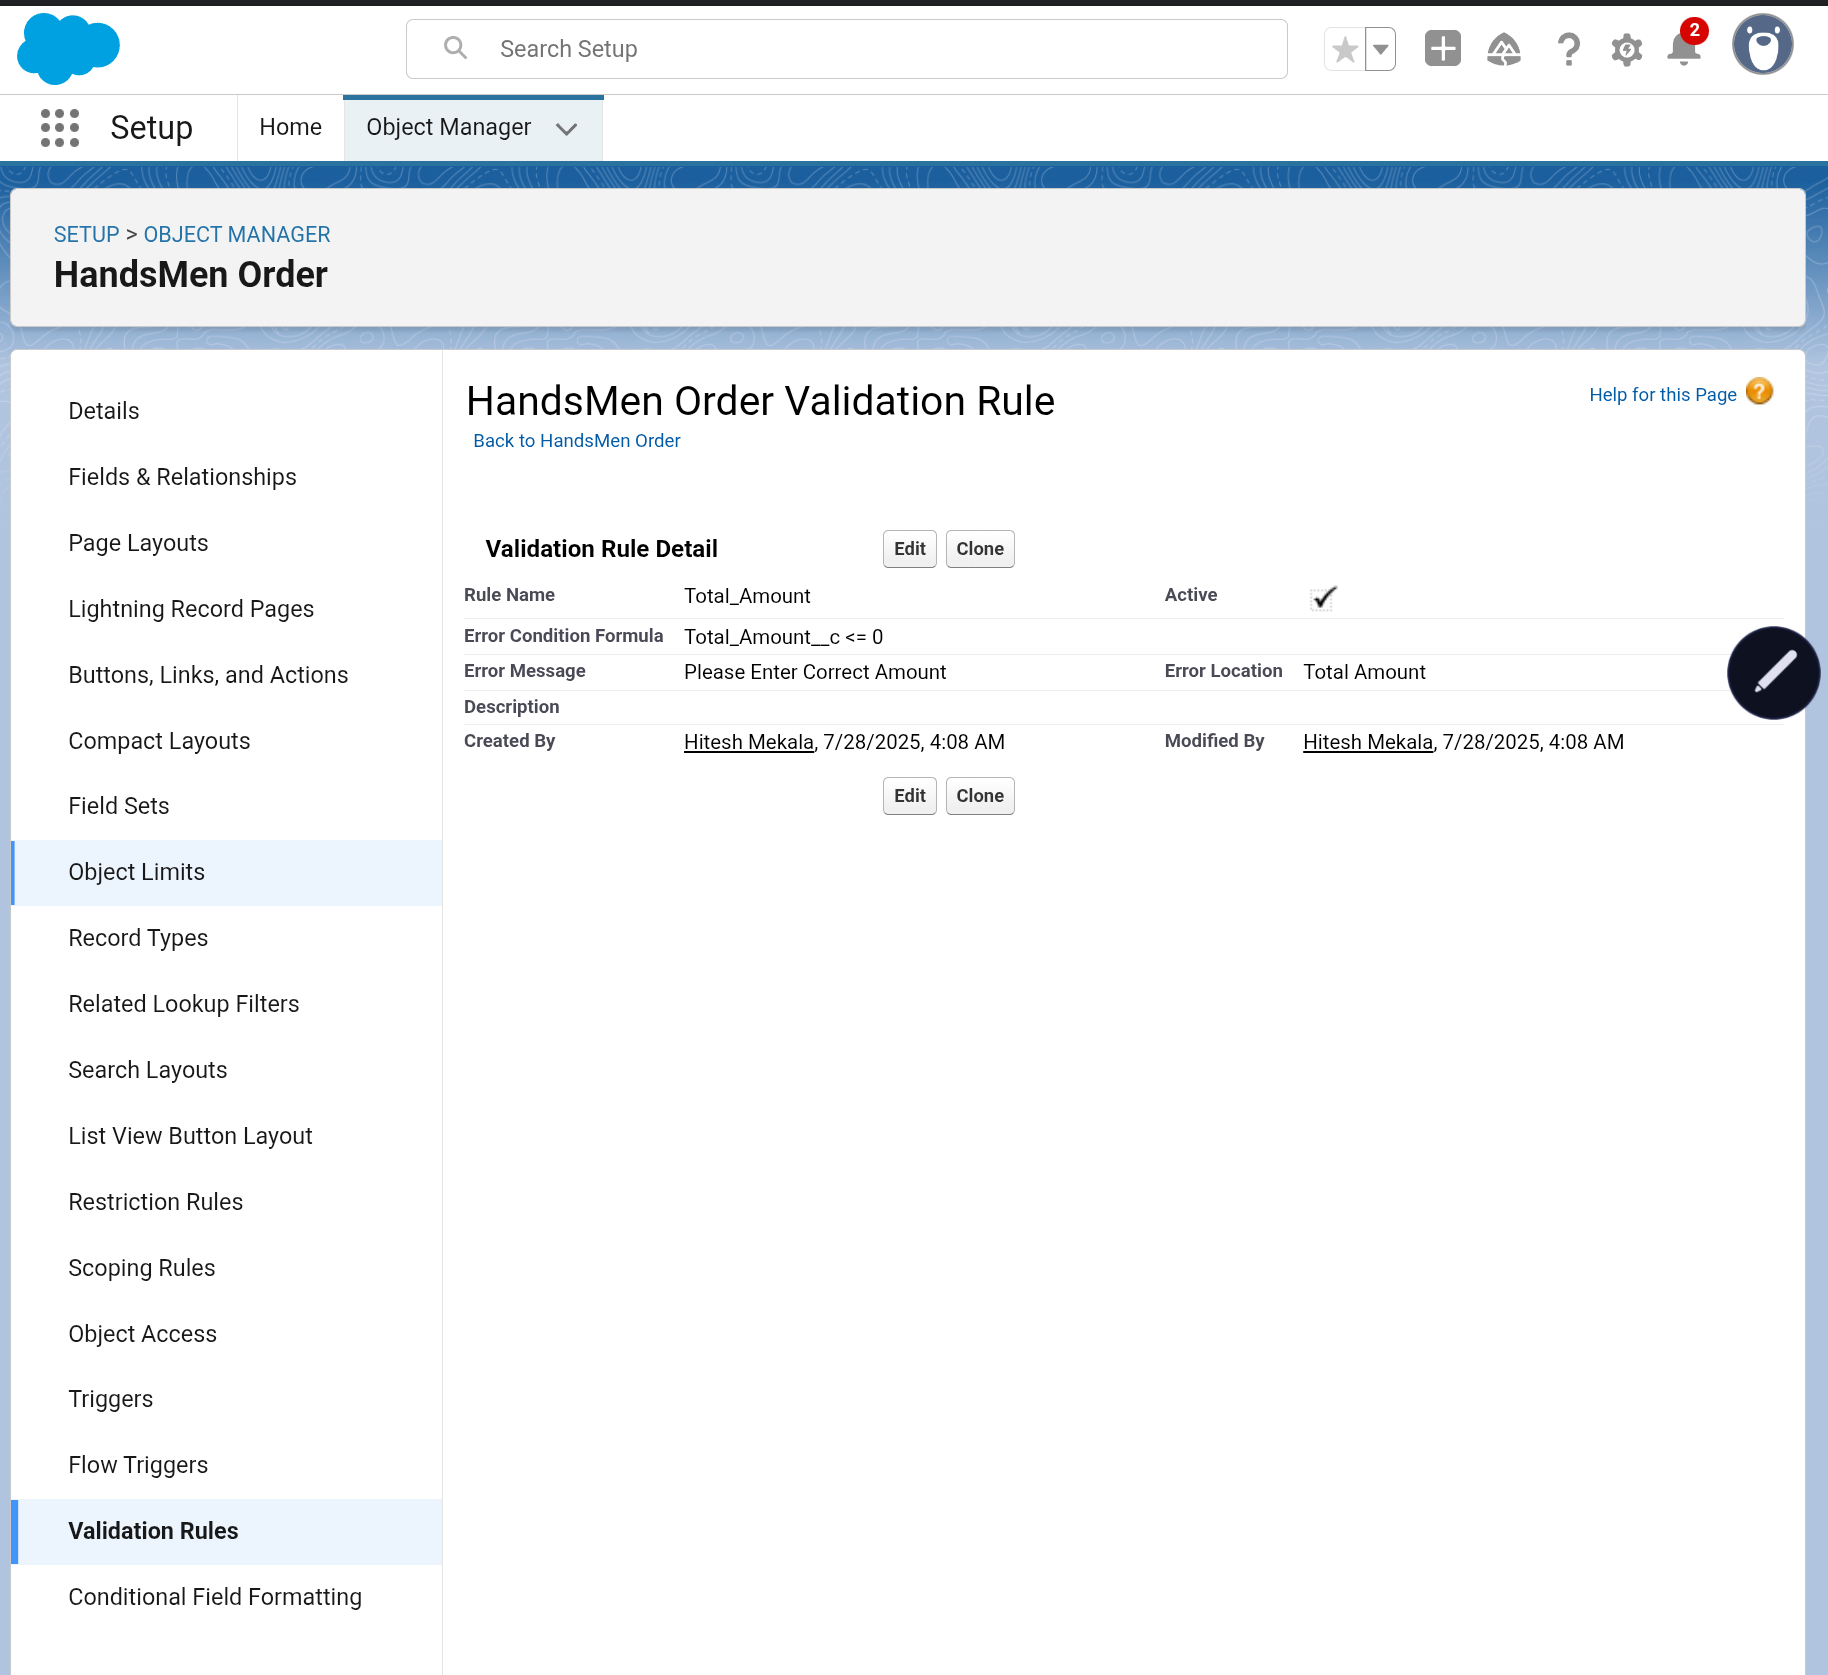 Search Setup
2
Setup
Home
Object Manager
SETUP > OBJECT MANAGER
HandsMen Order
Details
Fields & Relationships
Page Layouts
Lightning Record Pages
Buttons, Links, and Actions
Compact Layouts
Field Sets
Object Limits
Record Types
Related Lookup Filters
Search Layouts
List View Button Layout
Restriction Rules
Scoping Rules
Object Access
Triggers
Flow Triggers
Validation Rules
Conditional Field Formatting
HandsMen Order Validation Rule
Help for this Page ?
Back to HandsMen Order
Validation Rule Detail Edit Clone
Rule Name Total_Amount Active
Error Condition Formula Total_Amount__c <= 0
Error Message Please Enter Correct Amount Error Location Total Amount
Description
Created By Hitesh Mekala, 7/28/2025, 4:08 AM Modified By Hitesh Mekala, 7/28/2025, 4:08 AM
Edit Clone